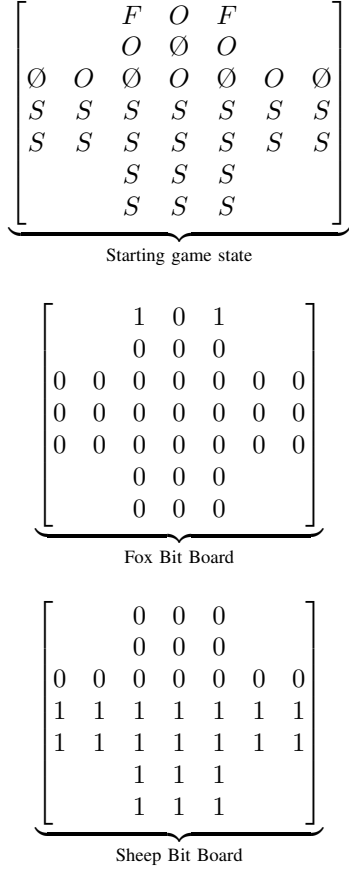 F O F
O Ø O
Ø O Ø O Ø O Ø
S S S S S S S
S S S S S S S
S S S
S S S
Starting game state
1 0 1
0 0 0
0 0 0 0 0 0 0
0 0 0 0 0 0 0
0 0 0 0 0 0 0
0 0 0
0 0 0
Fox Bit Board
0 0 0
0 0 0
0 0 0 0 0 0 0
1 1 1 1 1 1 1
1 1 1 1 1 1 1
1 1 1
1 1 1
Sheep Bit Board